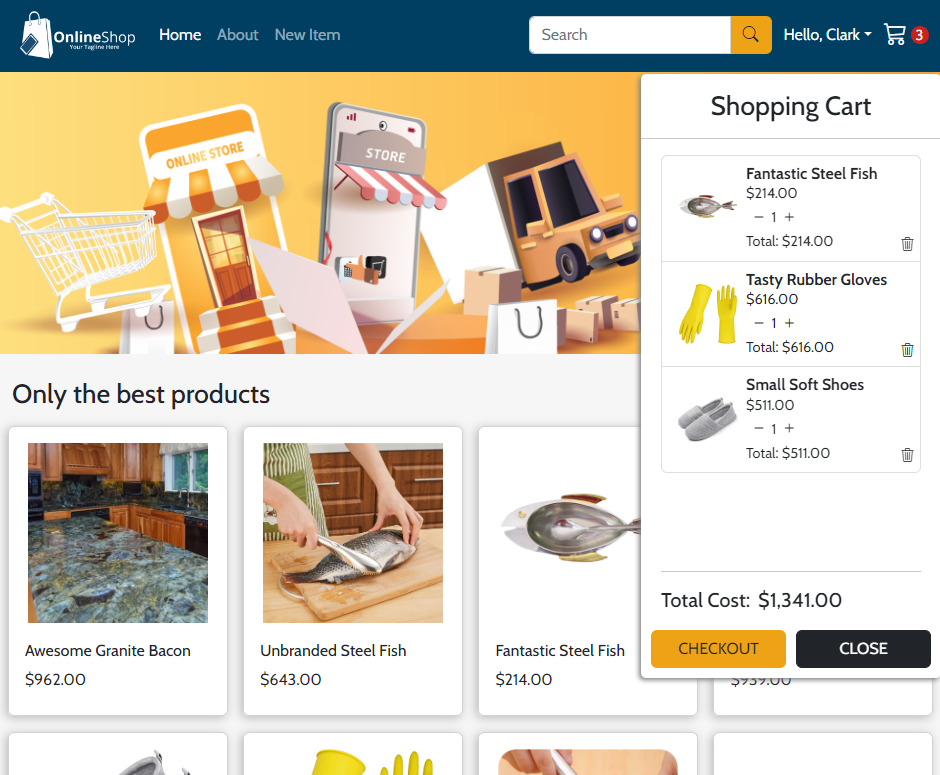 OnlineShop
Your Tagline Here
Home
About
New Item
Search
Hello, Clark
3
ONLINE STORE
STORE
Shopping Cart
Fantastic Steel Fish
$214.00
− 1 +
Total: $214.00
Tasty Rubber Gloves
$616.00
− 1 +
Total: $616.00
Small Soft Shoes
$511.00
− 1 +
Total: $511.00
Total Cost: $1,341.00
CHECKOUT
CLOSE
Only the best products
Awesome Granite Bacon
$962.00
Unbranded Steel Fish
$643.00
Fantastic Steel Fish
$214.00
$939.00